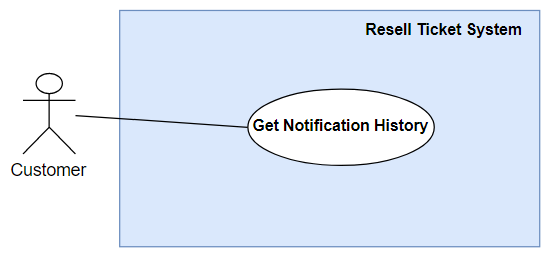 Resell Ticket System
Get Notification History
Customer